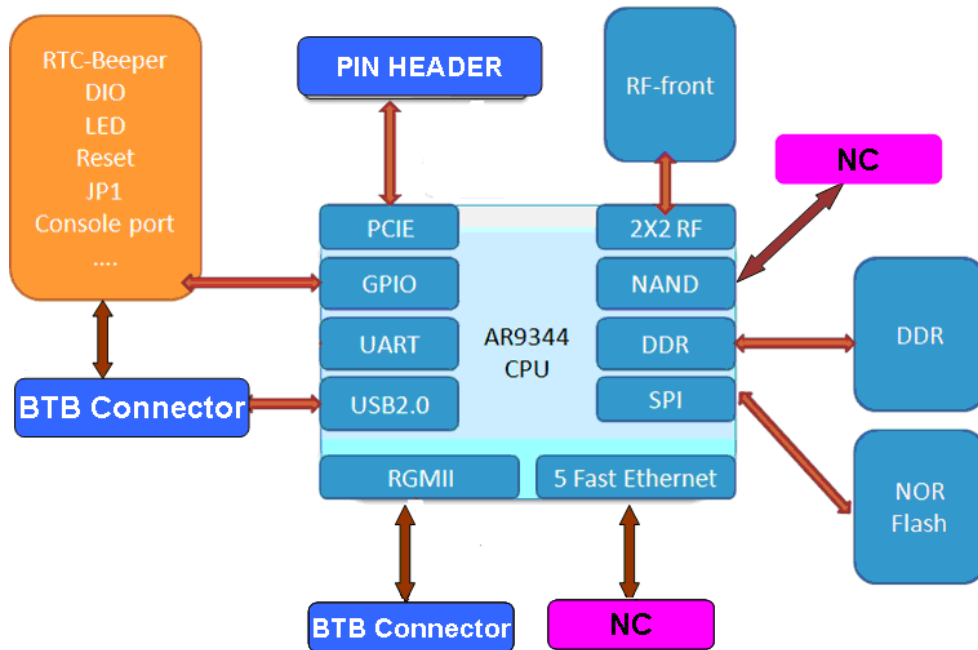 RTC-Beeper
DIO
LED
Reset
JP1
Console port
....
PIN HEADER
RF-front
NC
PCIE
2X2 RF
GPIO
NAND
UART
AR9344
CPU
DDR
DDR
USB2.0
SPI
BTB Connector
RGMII
5 Fast Ethernet
NOR
Flash
BTB Connector
NC